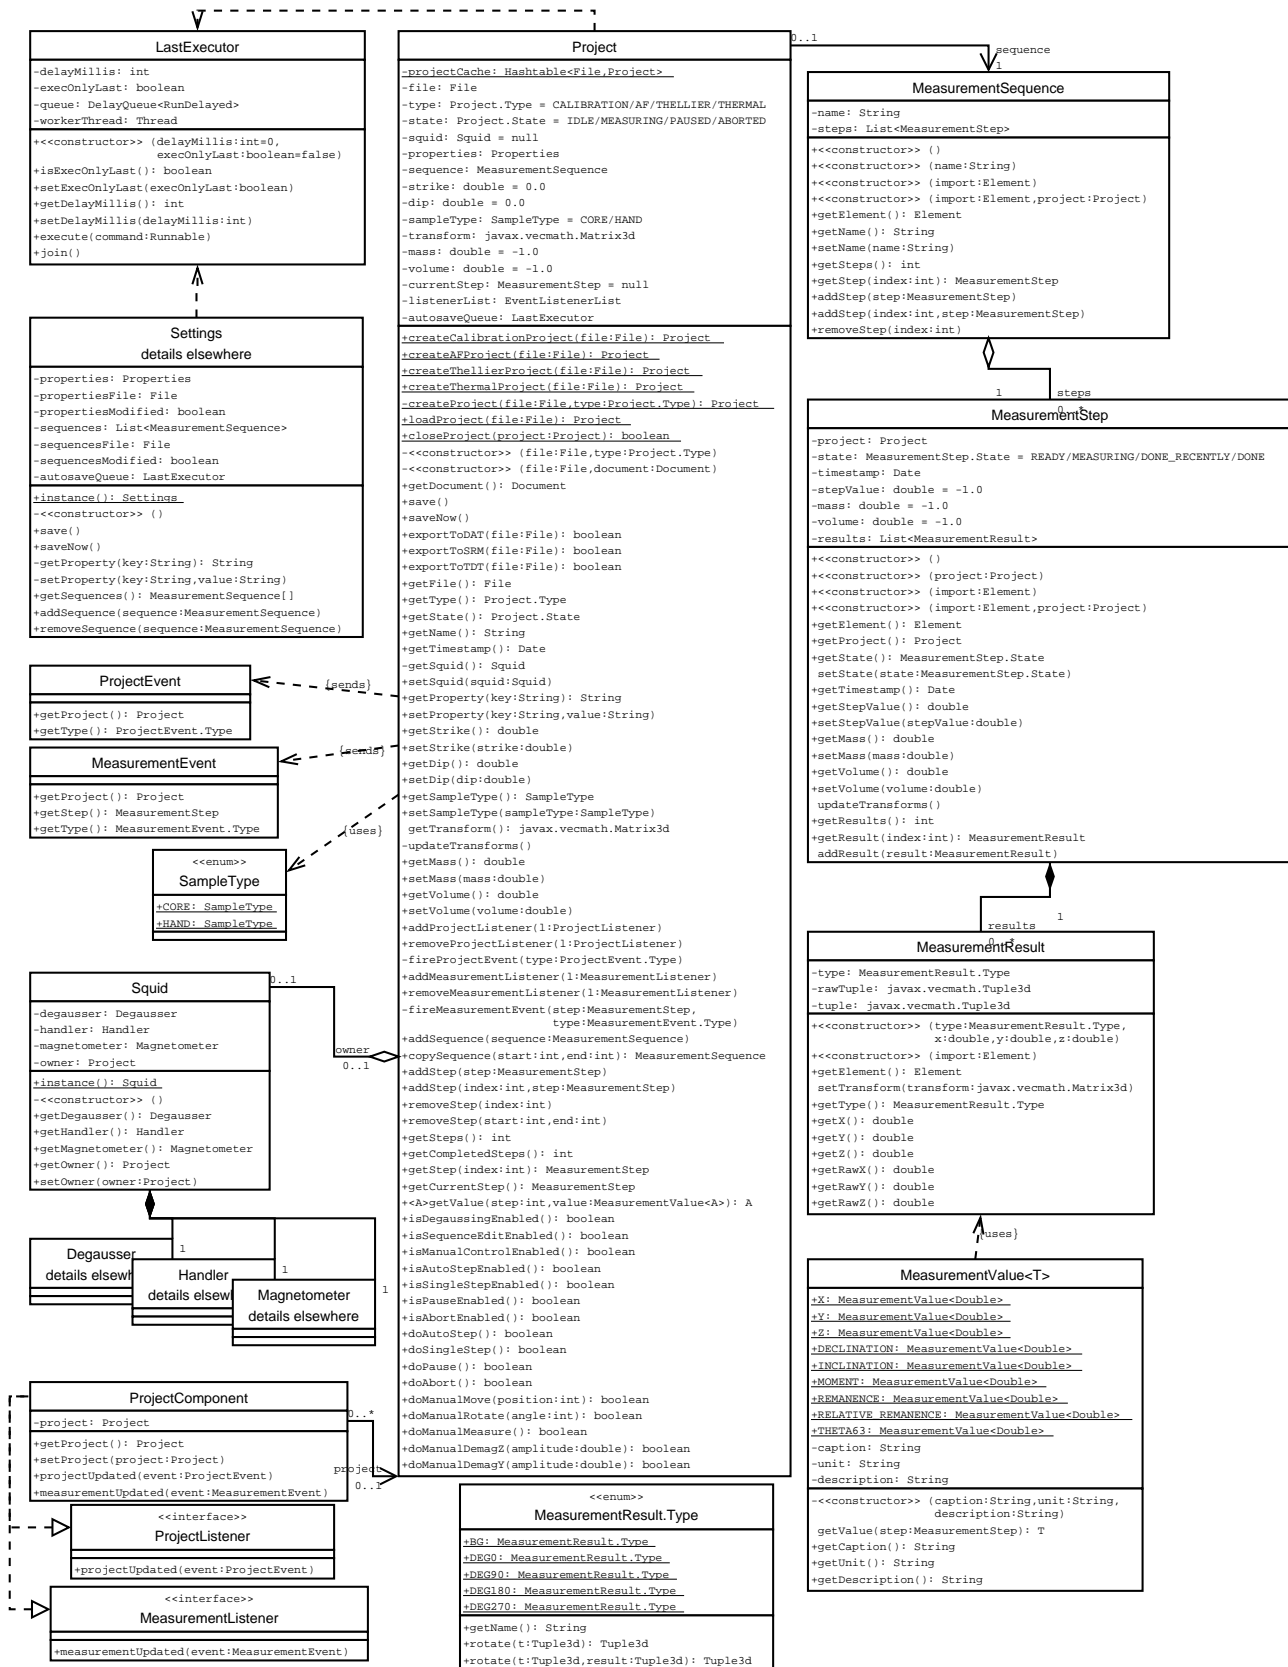 LastExecutor
-delayMillis: int
-execOnlyLast: boolean
-queue: DelayQueue<RunDelayed>
-workerThread: Thread
+<<constructor>> (delayMillis:int=0,
execOnlyLast:boolean=false)
+isExecOnlyLast(): boolean
+setExecOnlyLast(execOnlyLast:boolean)
+getDelayMillis(): int
+setDelayMillis(delayMillis:int)
+execute(command:Runnable)
+join()
Settings
details elsewhere
-properties: Properties
-propertiesFile: File
-propertiesModified: boolean
-sequences: List<MeasurementSequence>
-sequencesFile: File
-sequencesModified: boolean
-autosaveQueue: LastExecutor
+instance(): Settings
-<<constructor>> ()
+save()
+saveNow()
-getProperty(key:String): String
-setProperty(key:String,value:String)
+getSequences(): MeasurementSequence[]
+addSequence(sequence:MeasurementSequence)
+removeSequence(sequence:MeasurementSequence)
ProjectEvent
+getProject(): Project
+getType(): ProjectEvent.Type
{sends}
MeasurementEvent
+getProject(): Project
+getStep(): MeasurementStep
+getType(): MeasurementEvent.Type
{sends}
{uses}
<<enum>>
SampleType
+CORE: SampleType
+HAND: SampleType
Squid
-degausser: Degausser
-handler: Handler
-magnetometer: Magnetometer
-owner: Project
+instance(): Squid
-<<constructor>> ()
+getDegausser(): Degausser
+getHandler(): Handler
+getMagnetometer(): Magnetometer
+getOwner(): Project
+setOwner(owner:Project)
0..1
owner
0..1
Degausser
details elsewh
1
Handler
details elsew
1
Magnetometer
details elsewhere
1
ProjectComponent
-project: Project
+getProject(): Project
+setProject(project:Project)
+projectUpdated(event:ProjectEvent)
+measurementUpdated(event:MeasurementEvent)
0..*
project
0..1
<<interface>>
ProjectListener
+projectUpdated(event:ProjectEvent)
<<interface>>
MeasurementListener
+measurementUpdated(event:MeasurementEvent)
Project
-projectCache: Hashtable<File,Project>
-file: File
-type: Project.Type = CALIBRATION/AF/THELLIER/THERMAL
-state: Project.State = IDLE/MEASURING/PAUSED/ABORTED
-squid: Squid = null
-properties: Properties
-sequence: MeasurementSequence
-strike: double = 0.0
-dip: double = 0.0
-sampleType: SampleType = CORE/HAND
-transform: javax.vecmath.Matrix3d
-mass: double = -1.0
-volume: double = -1.0
-currentStep: MeasurementStep = null
-listenerList: EventListenerList
-autosaveQueue: LastExecutor
+createCalibrationProject(file:File): Project
+createAFProject(file:File): Project
+createThellierProject(file:File): Project
+createThermalProject(file:File): Project
-createProject(file:File,type:Project.Type): Project
+loadProject(file:File): Project
+closeProject(project:Project): boolean
-<<constructor>> (file:File,type:Project.Type)
-<<constructor>> (file:File,document:Document)
+getDocument(): Document
+save()
+saveNow()
+exportToDAT(file:File): boolean
+exportToSRM(file:File): boolean
+exportToTDT(file:File): boolean
+getFile(): File
+getType(): Project.Type
+getState(): Project.State
+getName(): String
+getTimestamp(): Date
-getSquid(): Squid
+setSquid(squid:Squid)
+getProperty(key:String): String
+setProperty(key:String,value:String)
+getStrike(): double
+setStrike(strike:double)
+getDip(): double
+setDip(dip:double)
+getSampleType(): SampleType
+setSampleType(sampleType:SampleType)
getTransform(): javax.vecmath.Matrix3d
-updateTransforms()
+getMass(): double
+setMass(mass:double)
+getVolume(): double
+setVolume(volume:double)
+addProjectListener(l:ProjectListener)
+removeProjectListener(l:ProjectListener)
-fireProjectEvent(type:ProjectEvent.Type)
+addMeasurementListener(l:MeasurementListener)
+removeMeasurementListener(l:MeasurementListener)
-fireMeasurementEvent(step:MeasurementStep,
type:MeasurementEvent.Type)
+addSequence(sequence:MeasurementSequence)
+copySequence(start:int,end:int): MeasurementSequence
+addStep(step:MeasurementStep)
+addStep(index:int,step:MeasurementStep)
+removeStep(index:int)
+removeStep(start:int,end:int)
+getSteps(): int
+getCompletedSteps(): int
+getStep(index:int): MeasurementStep
+getCurrentStep(): MeasurementStep
+<A>getValue(step:int,value:MeasurementValue<A>): A
+isDegaussingEnabled(): boolean
+isSequenceEditEnabled(): boolean
+isManualControlEnabled(): boolean
+isAutoStepEnabled(): boolean
+isSingleStepEnabled(): boolean
+isPauseEnabled(): boolean
+isAbortEnabled(): boolean
+doAutoStep(): boolean
+doSingleStep(): boolean
+doPause(): boolean
+doAbort(): boolean
+doManualMove(position:int): boolean
+doManualRotate(angle:int): boolean
+doManualMeasure(): boolean
+doManualDemagZ(amplitude:double): boolean
+doManualDemagY(amplitude:double): boolean
<<enum>>
MeasurementResult.Type
+BG: MeasurementResult.Type
+DEG0: MeasurementResult.Type
+DEG90: MeasurementResult.Type
+DEG180: MeasurementResult.Type
+DEG270: MeasurementResult.Type
+getName(): String
+rotate(t:Tuple3d): Tuple3d
+rotate(t:Tuple3d,result:Tuple3d): Tuple3d
0..1
sequence
1
MeasurementSequence
-name: String
-steps: List<MeasurementStep>
+<<constructor>> ()
+<<constructor>> (name:String)
+<<constructor>> (import:Element)
+<<constructor>> (import:Element,project:Project)
+getElement(): Element
+getName(): String
+setName(name:String)
+getSteps(): int
+getStep(index:int): MeasurementStep
+addStep(step:MeasurementStep)
+addStep(index:int,step:MeasurementStep)
+removeStep(index:int)
1
steps
0..*
MeasurementStep
-project: Project
-state: MeasurementStep.State = READY/MEASURING/DONE_RECENTLY/DONE
-timestamp: Date
-stepValue: double = -1.0
-mass: double = -1.0
-volume: double = -1.0
-results: List<MeasurementResult>
+<<constructor>> ()
+<<constructor>> (project:Project)
+<<constructor>> (import:Element)
+<<constructor>> (import:Element,project:Project)
+getElement(): Element
+getProject(): Project
+getState(): MeasurementStep.State
setState(state:MeasurementStep.State)
+getTimestamp(): Date
+getStepValue(): double
+setStepValue(stepValue:double)
+getMass(): double
+setMass(mass:double)
+getVolume(): double
+setVolume(volume:double)
updateTransforms()
+getResults(): int
+getResult(index:int): MeasurementResult
addResult(result:MeasurementResult)
1
results
0..*
MeasurementResult
-type: MeasurementResult.Type
-rawTuple: javax.vecmath.Tuple3d
-tuple: javax.vecmath.Tuple3d
+<<constructor>> (type:MeasurementResult.Type,
x:double,y:double,z:double)
+<<constructor>> (import:Element)
+getElement(): Element
setTransform(transform:javax.vecmath.Matrix3d)
+getType(): MeasurementResult.Type
+getX(): double
+getY(): double
+getZ(): double
+getRawX(): double
+getRawY(): double
+getRawZ(): double
{uses}
MeasurementValue<T>
+X: MeasurementValue<Double>
+Y: MeasurementValue<Double>
+Z: MeasurementValue<Double>
+DECLINATION: MeasurementValue<Double>
+INCLINATION: MeasurementValue<Double>
+MOMENT: MeasurementValue<Double>
+REMANENCE: MeasurementValue<Double>
+RELATIVE_REMANENCE: MeasurementValue<Double>
+THETA63: MeasurementValue<Double>
-caption: String
-unit: String
-description: String
-<<constructor>> (caption:String,unit:String,
description:String)
getValue(step:MeasurementStep): T
+getCaption(): String
+getUnit(): String
+getDescription(): String